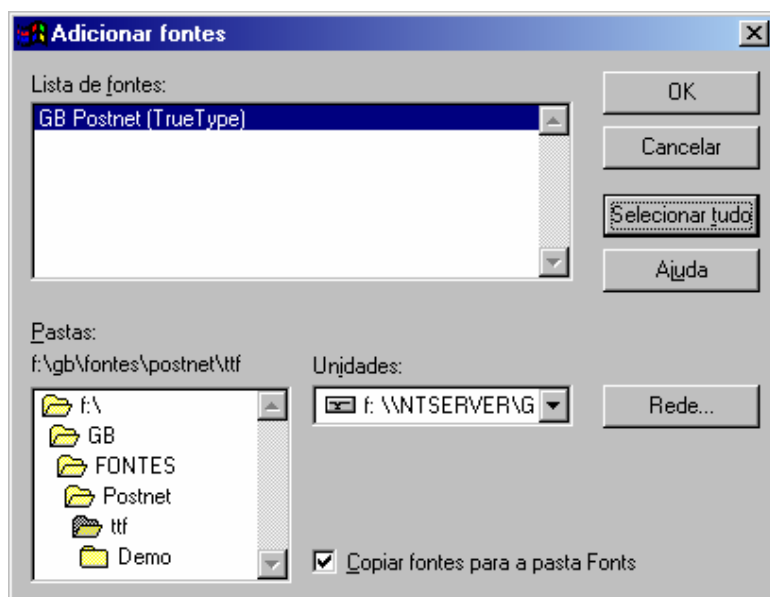 Adicionar fontes
Lista de fontes:
GB Postnet (TrueType)
OK
Cancelar
Selecionar tudo
Ajuda
Pastas:
f:\gb\fontes\postnet\ttf
f:\
GB
FONTES
Postnet
ttf
Demo
Unidades:
f: \\NTSERVER\G
Rede...
Copiar fontes para a pasta Fonts